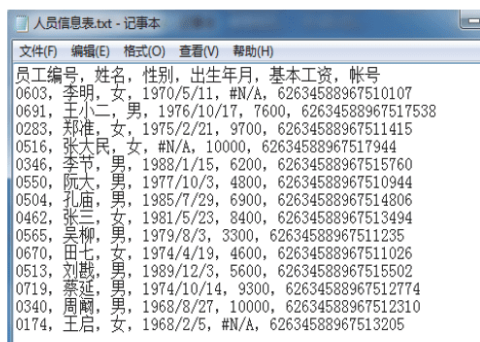 人员信息表.txt - 记事本
文件(F) 编辑(E) 格式(O) 查看(V) 帮助(H)
员工编号，姓名，性别，出生年月，基本工资，帐号
0603，李明，女，1970/5/11，#N/A，62634588967510107
0691，王小二，男，1976/10/17，7600，62634588967517538
0283，郑准，女，1975/2/21，9700，62634588967511415
0516，张大民，女，#N/A，10000，62634588967517944
0346，李节，男，1988/1/15，6200，62634588967515760
0550，阮大，男，1977/10/3，4800，62634588967510944
0504，孔庙，男，1985/7/29，6900，62634588967514806
0462，张三，女，1981/5/23，8400，62634588967513494
0565，吴柳，男，1979/8/3，3300，62634588967511235
0670，田七，女，1974/4/19，4600，62634588967511026
0513，刘戡，男，1989/12/3，5600，62634588967515502
0719，蔡延，男，1974/10/14，9300，62634588967512774
0340，周阚，男，1968/8/27，10000，62634588967512310
0174，王启，女，1968/2/5，#N/A，62634588967513205